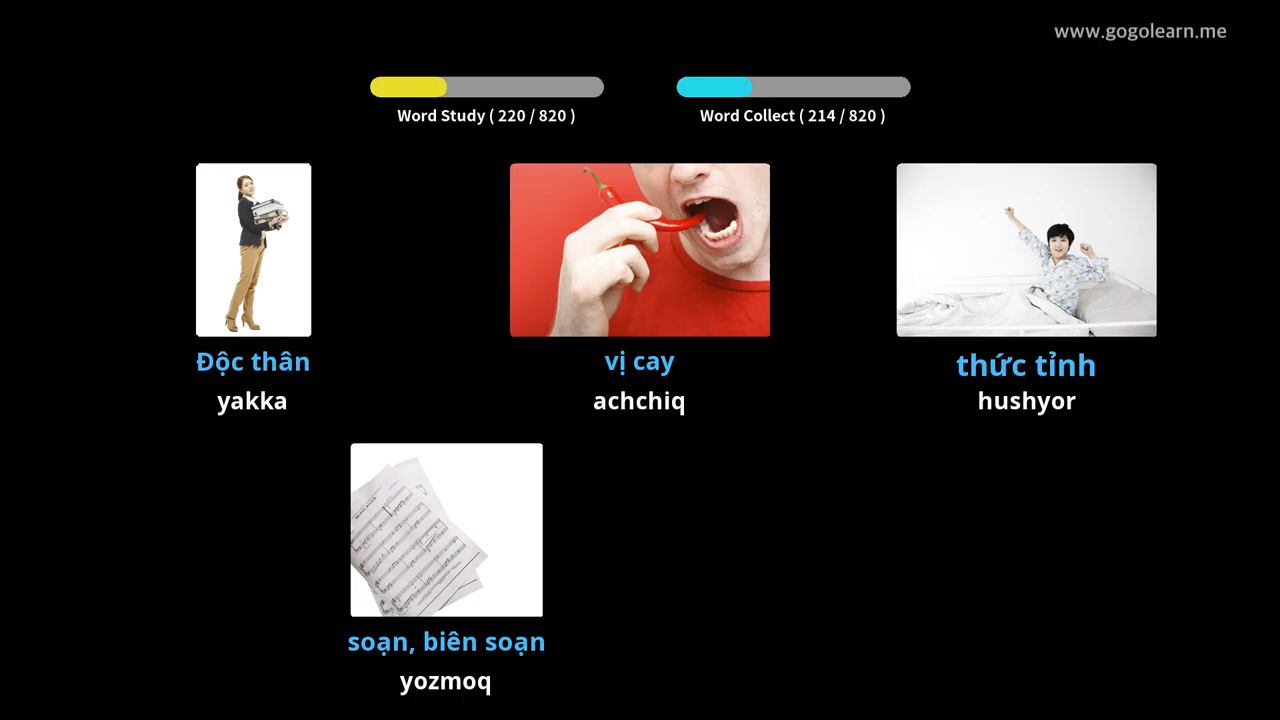 www.gogolearn.me
Word Study ( 220 / 820 )
Word Collect ( 214 / 820 )
Độc thân
yakka
vị cay
achchiq
thức tỉnh
hushyor
soạn, biên soạn
yozmoq